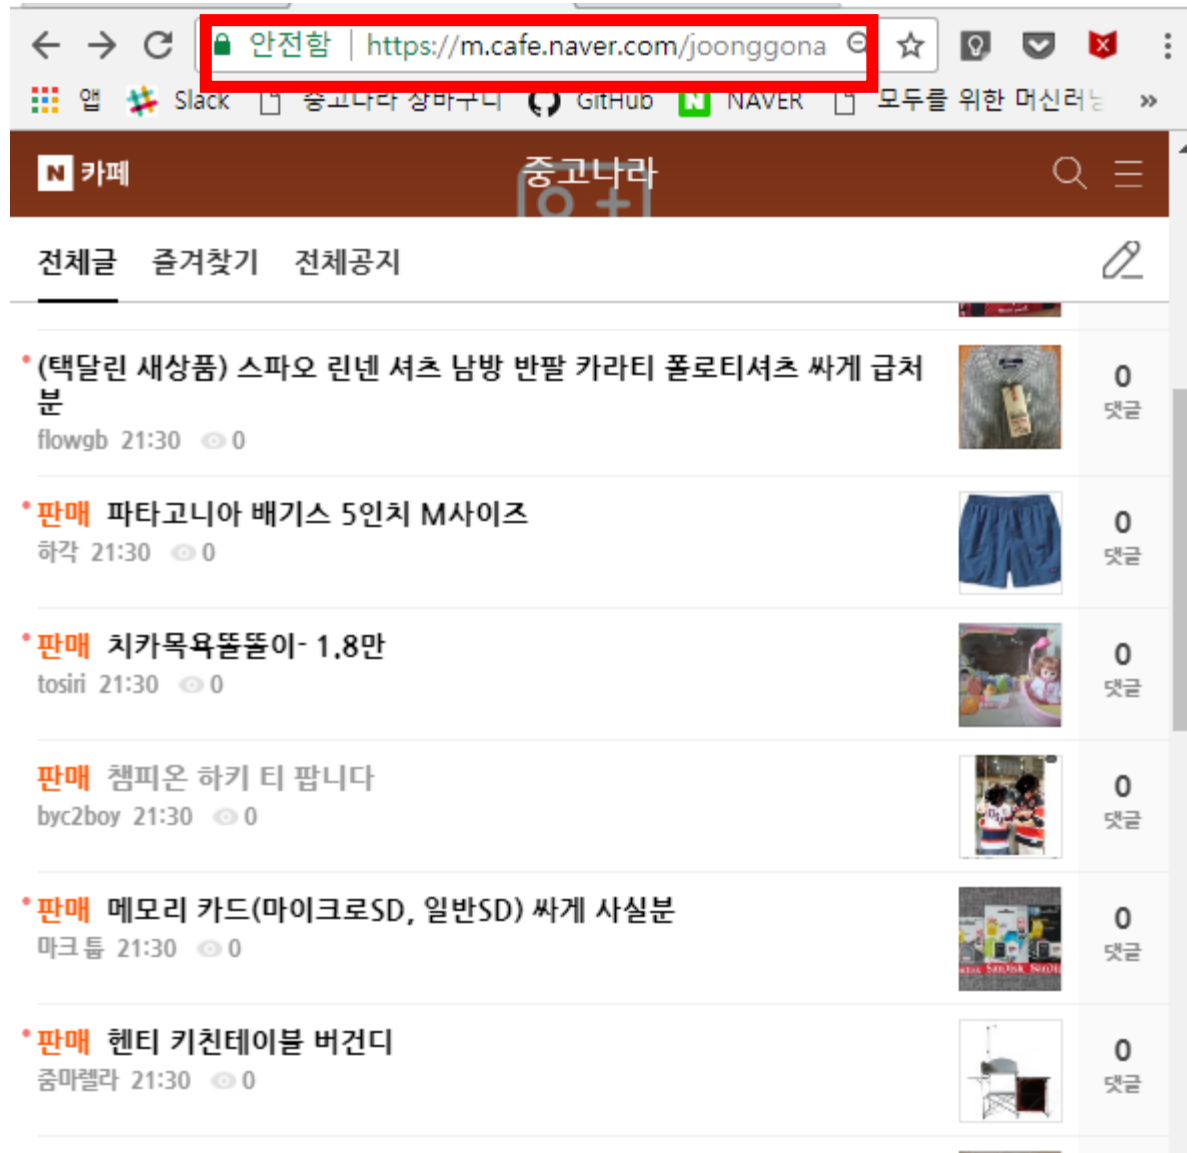 안전함 | https://m.cafe.naver.com/joonggona
앱 Slack 중고나라 장바구니 GitHub N NAVER 모두를 위한 머신러닝 »
N 카페 중고나라
전체글 즐겨찾기 전체공지
(택달린 새상품) 스파오 린넨 셔츠 남방 반팔 카라티 폴로티셔츠 싸게 급처
분
flowgb 21:30 0
0
댓글
판매 파타고니아 배기스 5인치 M사이즈
하각 21:30 0
0
댓글
판매 치카목욕똘똘이- 1.8만
tosiri 21:30 0
0
댓글
판매 챔피온 하키 티 팝니다
byc2boy 21:30 0
0
댓글
판매 메모리 카드(마이크로SD, 일반SD) 싸게 사실분
마크 튭 21:30 0
SanDisk
0
댓글
판매 헨티 키친테이블 버건디
줌마렐라 21:30 0
0
댓글